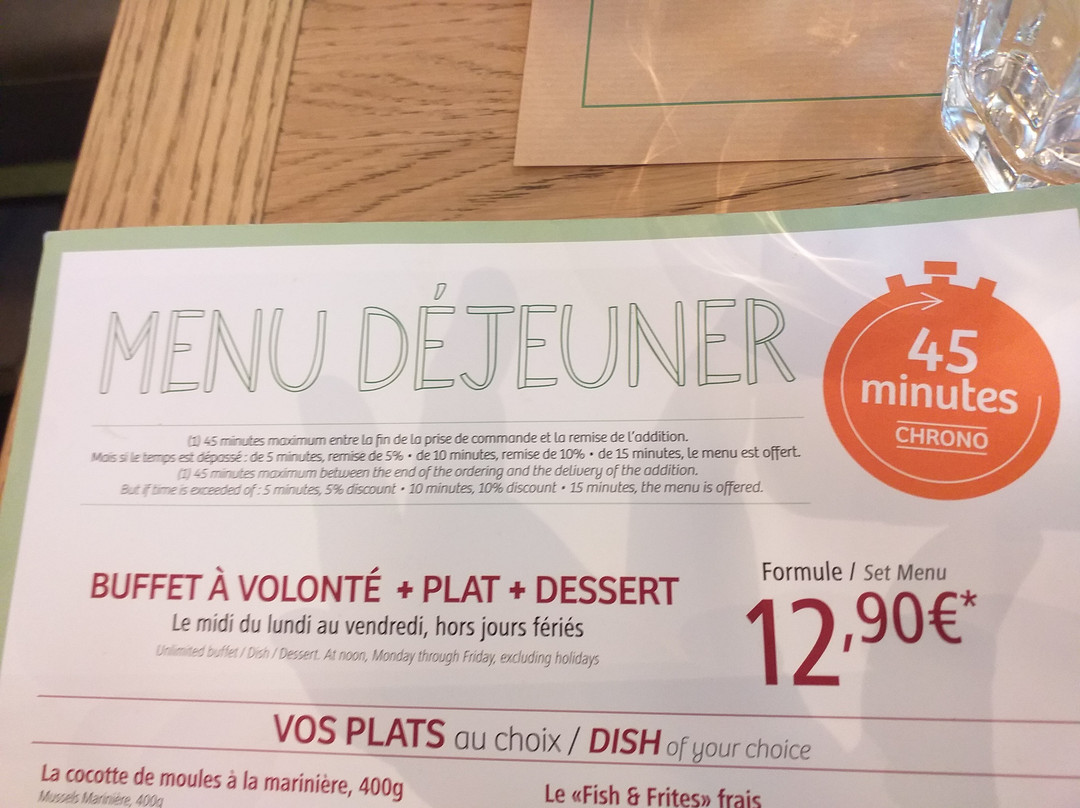 MENU DÉJEUNER
45
minutes
CHRONO
(1) 45 minutes maximum entre la fin de la prise de commande et la remise de l'addition.
Mais si le temps est dépassé : de 5 minutes, remise de 5% • de 10 minutes, remise de 10% • de 15 minutes, le menu est offert.
(1) 45 minutes maximum between the end of the ordering and the delivery of the addition.
But if time is exceeded of : 5 minutes, 5% discount • 10 minutes, 10% discount • 15 minutes, the menu is offered.
BUFFET À VOLONTÉ + PLAT + DESSERT
Le midi du lundi au vendredi, hors jours fériés
Unlimited buffet / Dish / Dessert. At noon, Monday through Friday, excluding holidays
Formule / Set Menu
12,90€*
VOS PLATS au choix / DISH of your choice
La cocotte de moules à la marinière, 400g
Mussels Marinière, 400g
Le «Fish & Frites» frais